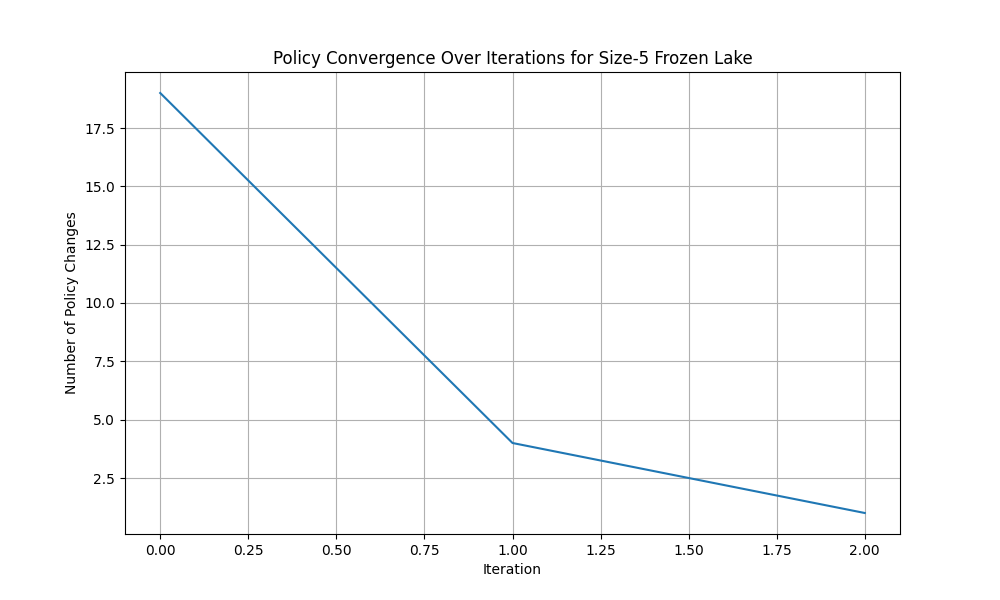 Policy Convergence Over Iterations for Size-5 Frozen Lake
Number of Policy Changes
17.5
15.0
12.5
10.0
7.5
5.0
2.5
0.00 0.25 0.50 0.75 1.00 1.25 1.50 1.75 2.00
Iteration